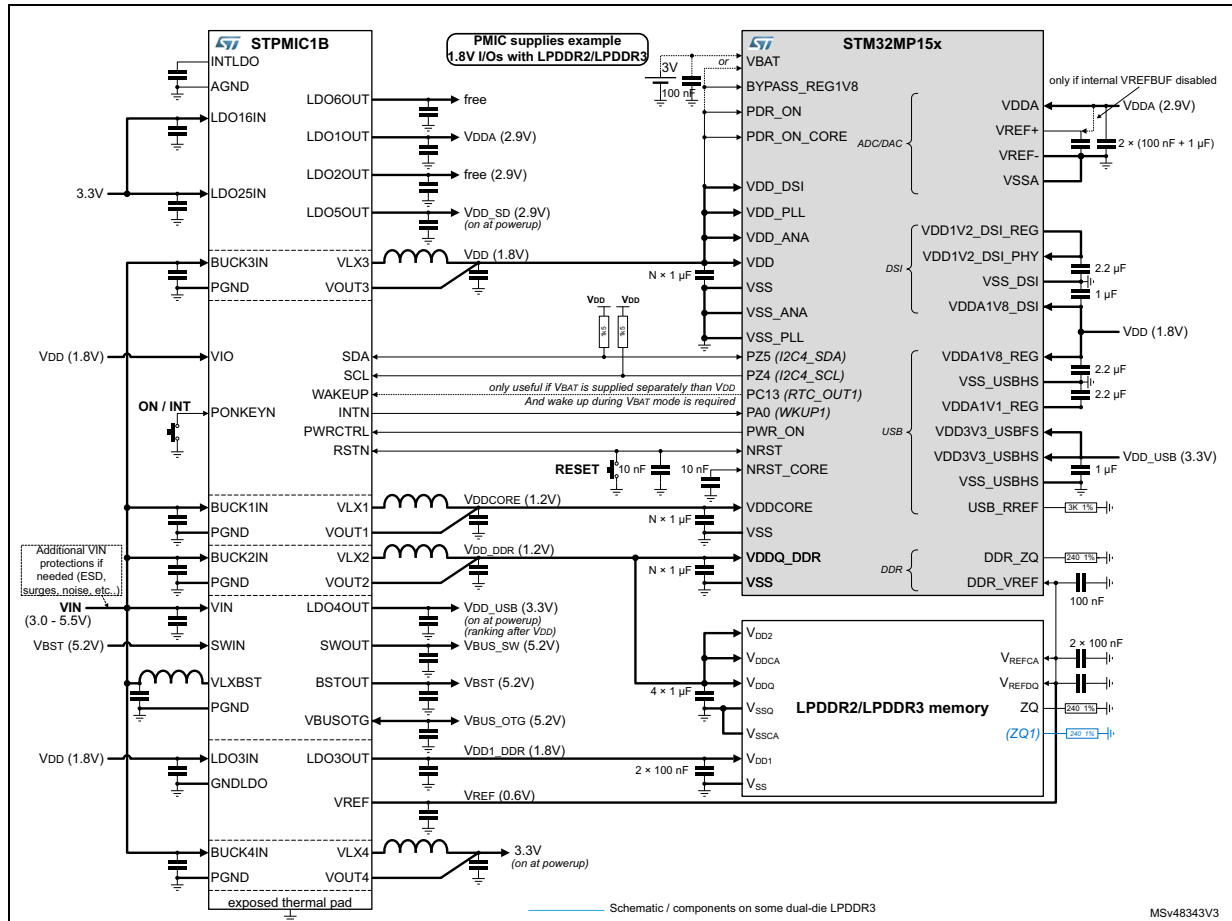 STPMIC1B
PMIC supplies example
1.8V I/Os with LPDDR2/LPDDR3
STM32MP15x
INTLDO
AGND
LDO16IN
3.3V
LDO25IN
BUCK3IN
PGND
VDD (1.8V)
VIO
ON / INT
PONKEYN
BUCK1IN
PGND
Additional VIN
protections if
needed (ESD,
surges, noise, etc..)
BUCK2IN
PGND
VIN
(3.0 - 5.5V)
VIN
VBST (5.2V)
SWIN
VLXBST
PGND
VDD (1.8V)
LDO3IN
GNDLDO
BUCK4IN
PGND
exposed thermal pad
LDO6OUT
free
LDO1OUT
VDDA (2.9V)
LDO2OUT
free (2.9V)
LDO5OUT
VDD_SD (2.9V)
(on at powerup)
VLX3
VDD (1.8V)
VOUT3
SDA
SCL
WAKEUP
INTN
PWRCTRL
RSTN
VLX1
VDDCORE (1.2V)
VOUT1
VLX2
VDD_DDR (1.2V)
VOUT2
LDO4OUT
VDD_USB (3.3V)
(on at powerup)
(ranking after VDD)
SWOUT
VBUS_SW (5.2V)
BSTOUT
VBST (5.2V)
VBUSOTG
VBUS_OTG (5.2V)
LDO3OUT
VDD1_DDR (1.8V)
VREF
VREF (0.6V)
VLX4
3.3V
(on at powerup)
VOUT4
3V
or
100 nF
N × 1 µF
VDD
VDD
1k5
1k5
only useful if VBAT is supplied separately than VDD
And wake up during VBAT mode is required
RESET
10 nF
10 nF
N × 1 µF
N × 1 µF
4 × 1 µF
2 × 100 nF
VBAT
BYPASS_REG1V8
PDR_ON
PDR_ON_CORE
VDD_DSI
VDD_PLL
VDD_ANA
VDD
VSS
VSS_ANA
VSS_PLL
PZ5 (I2C4_SDA)
PZ4 (I2C4_SCL)
PC13 (RTC_OUT1)
PA0 (WKUP1)
PWR_ON
NRST
NRST_CORE
VDDCORE
VSS
VDDQ_DDR
VSS
ADC/DAC
DSI
USB
DDR
only if internal VREFBUF disabled
VDDA
VDDA (2.9V)
VREF+
2 × (100 nF + 1 µF)
VREF-
VSSA
VDD1V2_DSI_REG
VDD1V2_DSI_PHY
2.2 µF
VSS_DSI
1 µF
VDDA1V8_DSI
VDD (1.8V)
VDDA1V8_REG
2.2 µF
VSS_USBHS
2.2 µF
VDDA1V1_REG
VDD3V3_USBFS
VDD3V3_USBHS
VDD_USB (3.3V)
1 µF
VSS_USBHS
USB_RREF
3K 1%
DDR_ZQ
240 1%
DDR_VREF
100 nF
VDD2
VDDCA
VDDQ
VSSQ
VSSCA
VDD1
VSS
LPDDR2/LPDDR3 memory
2 × 100 nF
VREFCA
VREFDQ
ZQ
240 1%
(ZQ1)
240 1%
Schematic / components on some dual-die LPDDR3
MSv48343V3